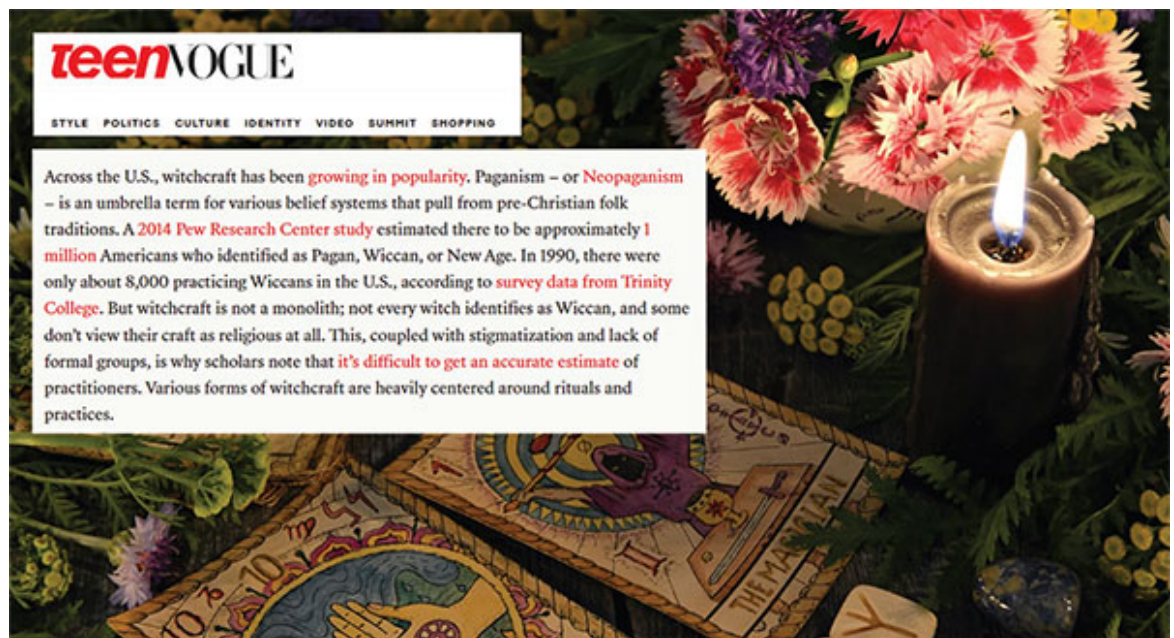 teen VOGUE
STYLE POLITICS CULTURE IDENTITY VIDEO SUMMIT SHOPPING
Across the U.S., witchcraft has been growing in popularity. Paganism – or Neopaganism
– is an umbrella term for various belief systems that pull from pre-Christian folk
traditions. A 2014 Pew Research Center study estimated there to be approximately 1
million Americans who identified as Pagan, Wiccan, or New Age. In 1990, there were
only about 8,000 practicing Wiccans in the U.S., according to survey data from Trinity
College. But witchcraft is not a monolith; not every witch identifies as Wiccan, and some
don't view their craft as religious at all. This, coupled with stigmatization and lack of
formal groups, is why scholars note that it's difficult to get an accurate estimate of
practitioners. Various forms of witchcraft are heavily centered around rituals and
practices.
1
II
10
10